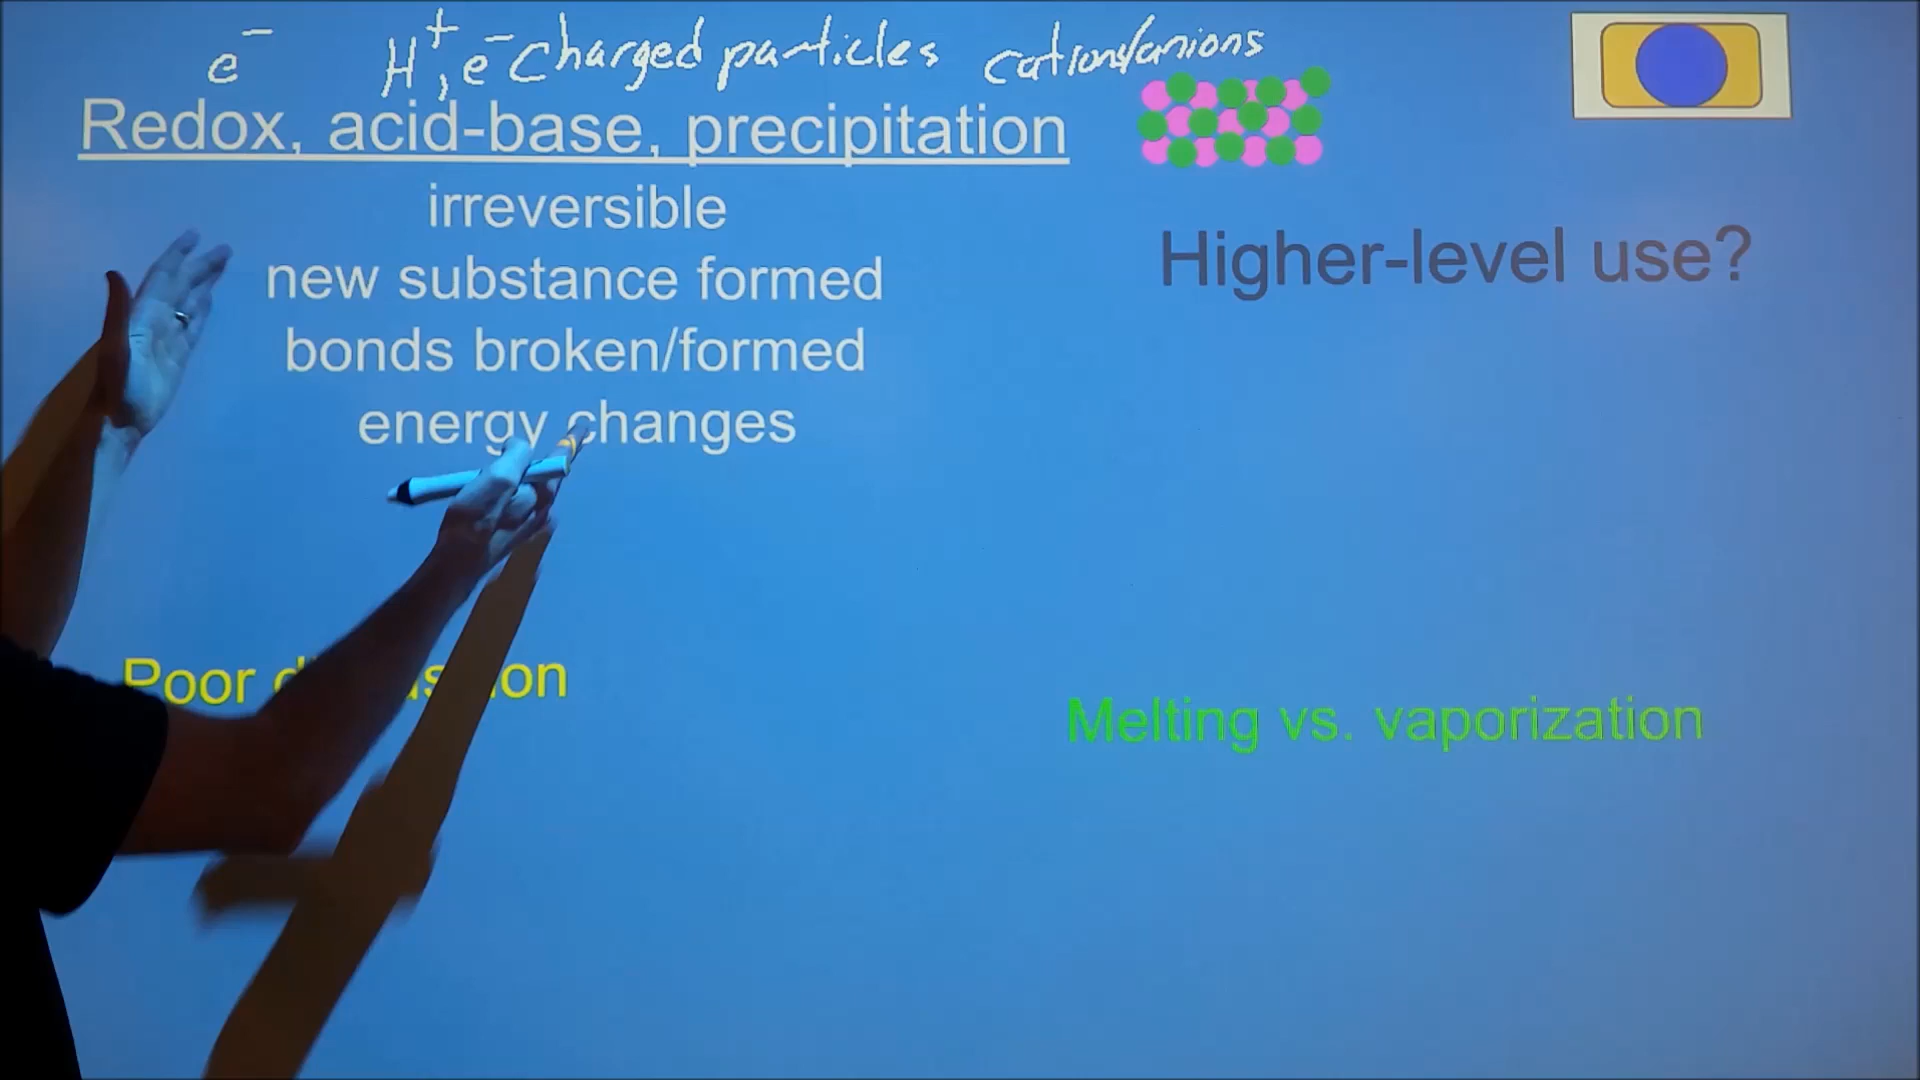 e⁻ H⁺, e⁻ charged particles cations/anions
Redox, acid-base, precipitation
irreversible
new substance formed
bonds broken/formed
energy changes
Higher-level use?
Poor
Melting vs. vaporization